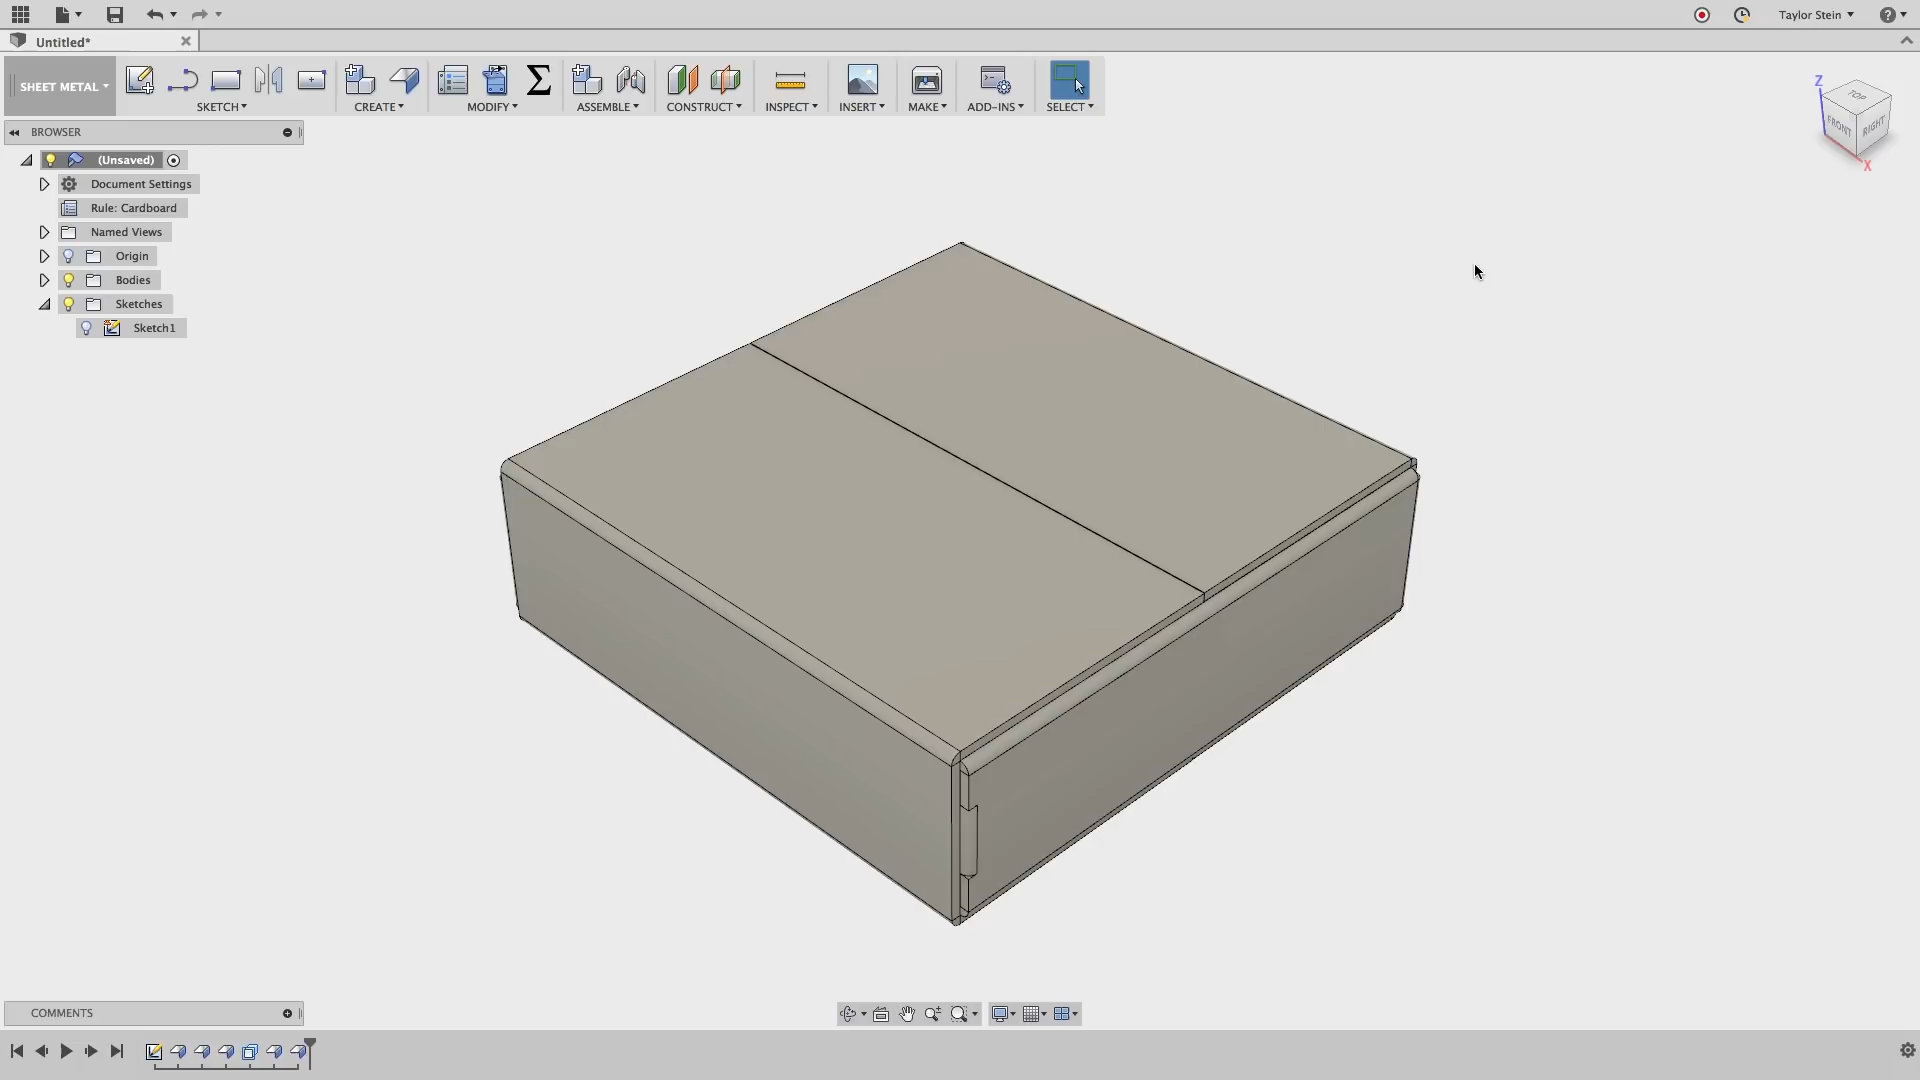 Taylor Stein
Untitled*
SHEET METAL
SKETCH
CREATE
MODIFY
ASSEMBLE
CONSTRUCT
INSPECT
INSERT
MAKE
ADD-INS
SELECT
Z
TOP
FRONT
RIGHT
X
BROWSER
(Unsaved)
Document Settings
Rule: Cardboard
Named Views
Origin
Bodies
Sketches
Sketch1
COMMENTS